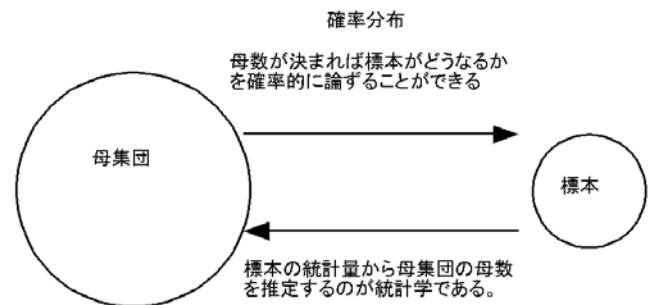 確率分布
母数が決まれば標本がどうなるか
を確率的に論ずることができる
母集団
標本
標本の統計量から母集団の母数
を推定するのが統計学である。